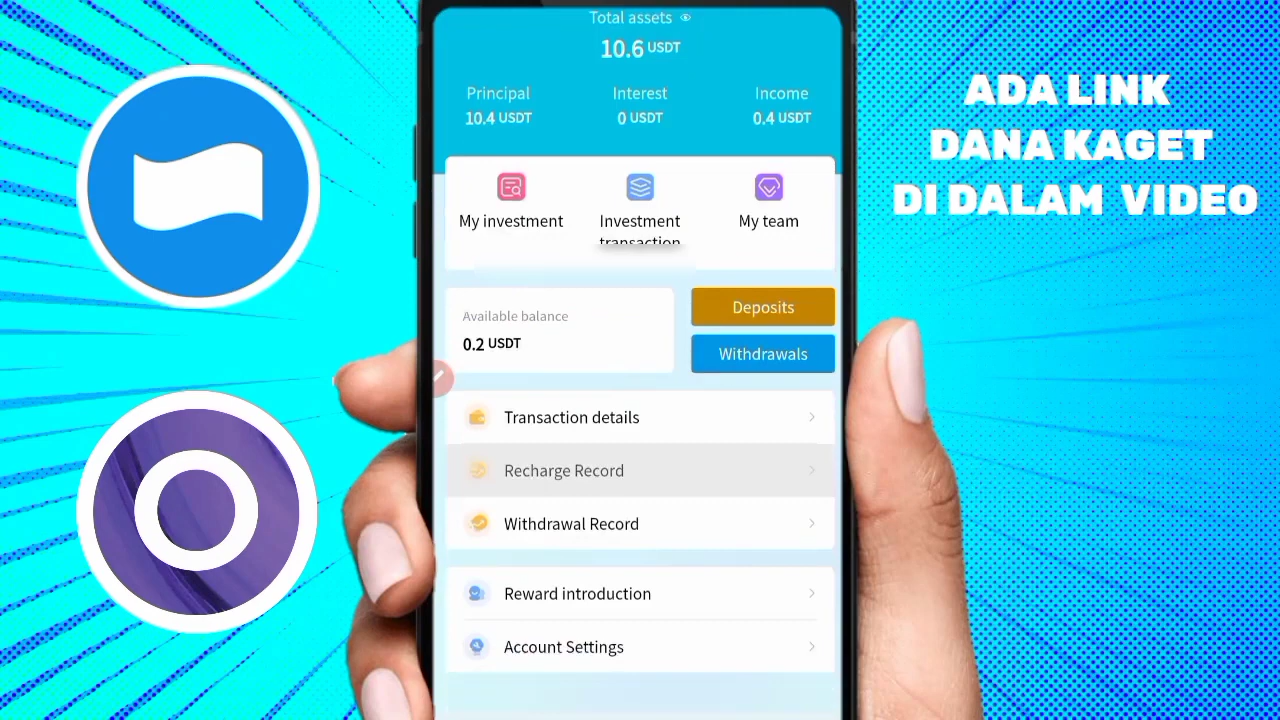 Total assets
10.6 USDT
Principal
Interest
Income
10.4 USDT
0 USDT
0.4 USDT
My investment
Investment
transaction
My team
Available balance
0.2 USDT
Deposits
Withdrawals
Transaction details
Recharge Record
Withdrawal Record
Reward introduction
Account Settings
ADA LINK
DANA KAGET
DI DALAM VIDEO